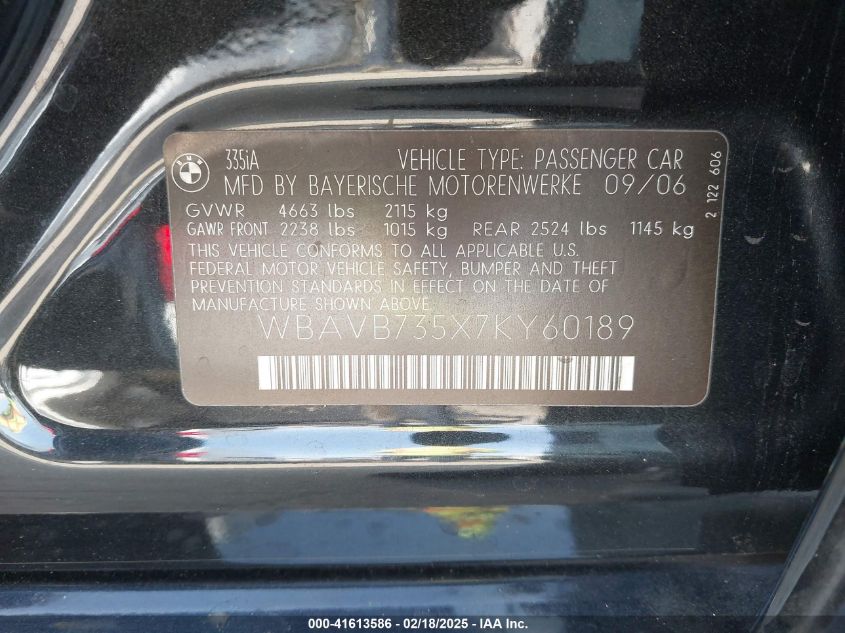 BMW
335iA VEHICLE TYPE: PASSENGER CAR
MFD BY BAYERISCHE MOTORENWERKE 09/06
GVWR 4663 lbs 2115 kg
GAWR FRONT 2238 lbs 1015 kg REAR 2524 lbs 1145 kg
THIS VEHICLE CONFORMS TO ALL APPLICABLE U.S.
FEDERAL MOTOR VEHICLE SAFETY, BUMPER AND THEFT
PREVENTION STANDARDS IN EFFECT ON THE DATE OF
MANUFACTURE SHOWN ABOVE.
WBAVB735X7KY60189
2 122 606
000-41613586 - 02/18/2025 - IAA Inc.